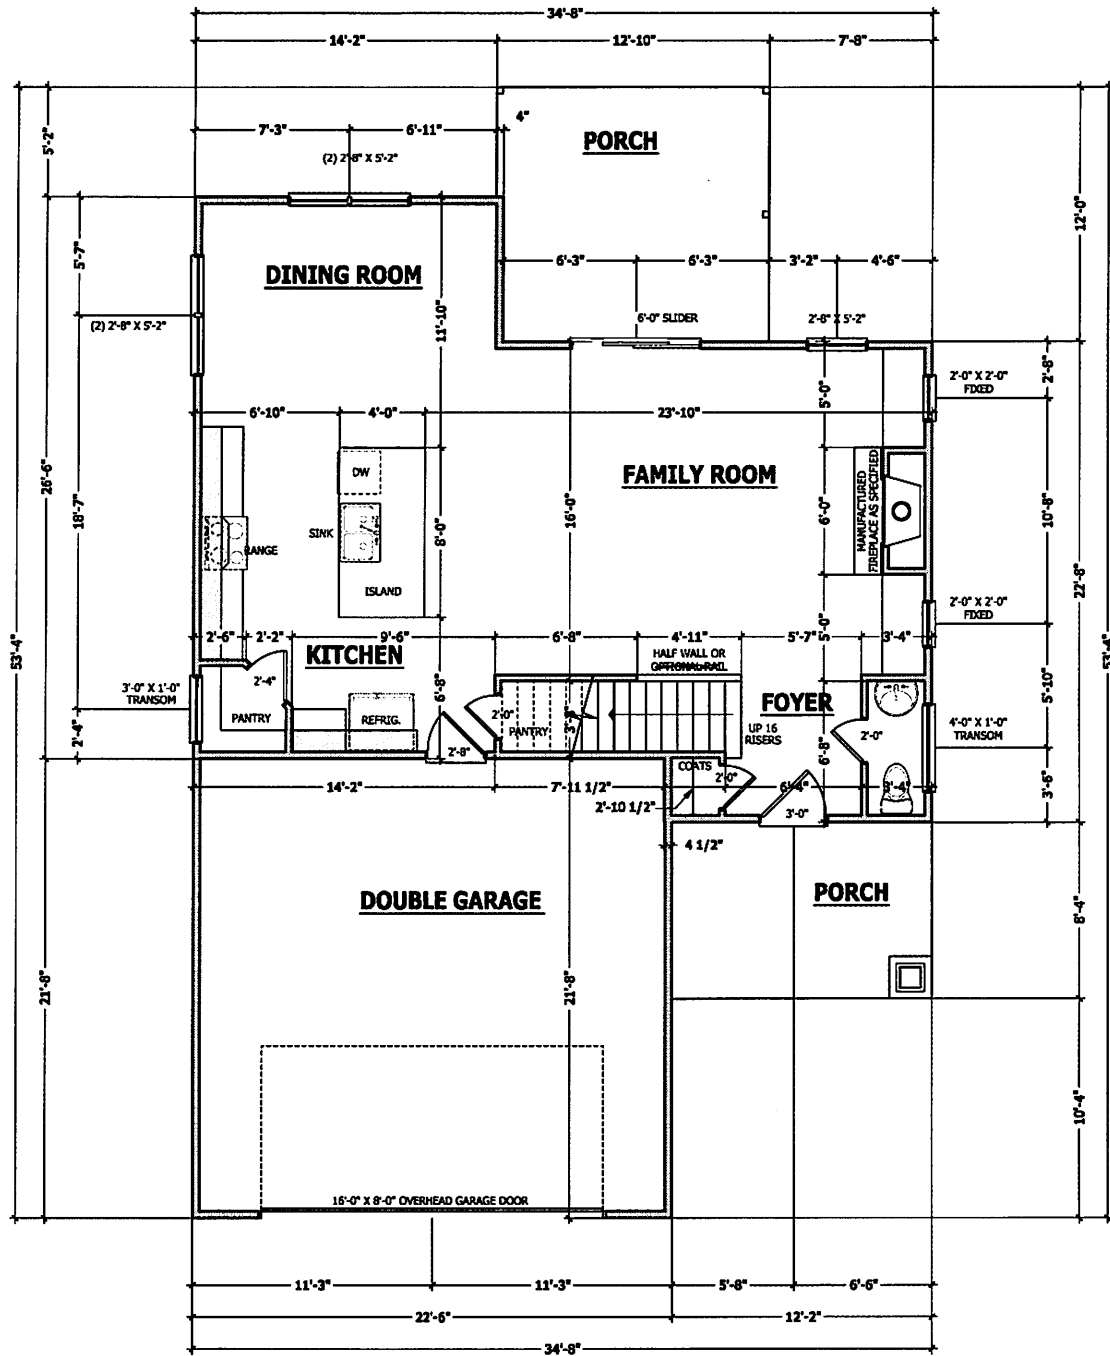 34'-8"
14'-2"
12'-10"
7'-8"
7'-3"
6'-11"
4"
(2) 2'-8" X 5'-2"
PORCH
5'-2"
12'-0"
5'-7"
DINING ROOM
(2) 2'-8" X 5'-2"
11'-10"
6'-3"
6'-3"
3'-2"
4'-6"
6'-0" SLIDER
2'-8" X 5'-2"
2'-8"
2'-0" X 2'-0"
FIXED
5'-0"
6'-10"
4'-0"
23'-10"
FAMILY ROOM
DW
SINK
RANGE
ISLAND
26'-6"
18'-7"
8'-0"
16'-0"
6'-0"
MANUFACTURED
FIREPLACE AS SPECIFIED
10'-8"
22'-8"
2'-0" X 2'-0"
FIXED
53'-4"
53'-4"
2'-6"
2'-2"
9'-6"
6'-8"
4'-11"
5'-7"
5'-0"
3'-4"
KITCHEN
HALF WALL OR
OPTIONAL RAIL
3'-0" X 1'-0"
TRANSOM
2'-4"
2'-4"
PANTRY
REFRIG.
6'-8"
2'-8"
2'-0"
PANTRY
UP 16
RISERS
FOYER
2'-0"
6'-8"
5'-10"
4'-0" X 1'-0"
TRANSOM
3'-6"
COATS
2'-0"
14'-2"
7'-11 1/2"
2'-10 1/2"
6'-4"
3'-4"
3'-0"
4 1/2"
DOUBLE GARAGE
PORCH
8'-4"
21'-8"
21'-8"
10'-4"
16'-0" X 8'-0" OVERHEAD GARAGE DOOR
11'-3"
11'-3"
5'-8"
6'-6"
22'-6"
12'-2"
34'-8"